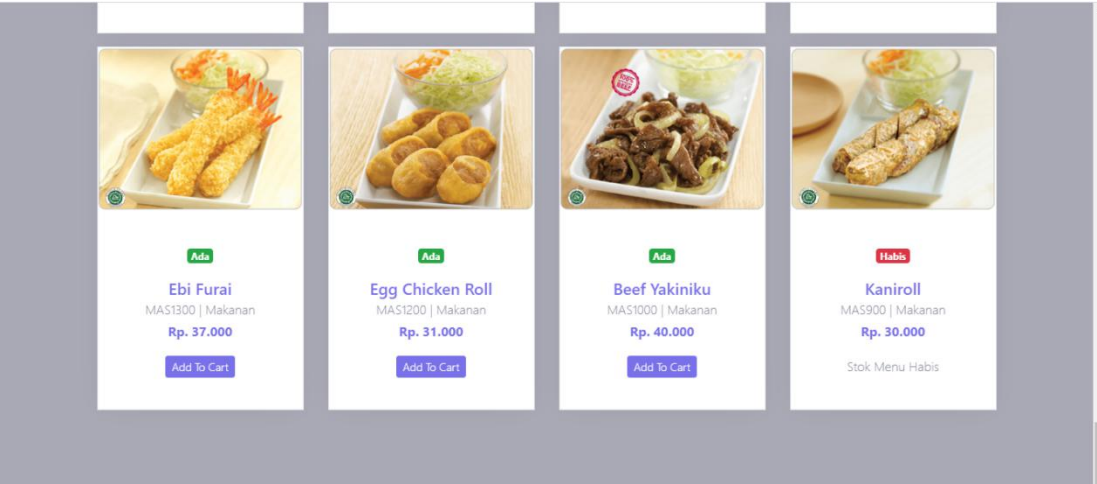 100%
BEEF
Ada
Ebi Furai
MAS1300 | Makanan
Rp. 37.000
Add To Cart
Ada
Egg Chicken Roll
MAS1200 | Makanan
Rp. 31.000
Add To Cart
Ada
Beef Yakiniku
MAS1000 | Makanan
Rp. 40.000
Add To Cart
Habis
Kaniroll
MAS900 | Makanan
Rp. 30.000
Stok Menu Habis